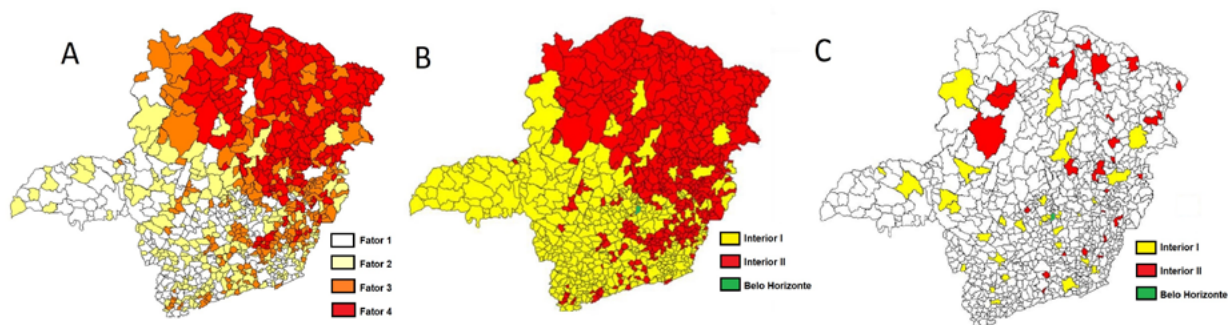 A
Fator 1
Fator 2
Fator 3
Fator 4
B
Interior I
Interior II
Belo Horizonte
C
Interior I
Interior II
Belo Horizonte